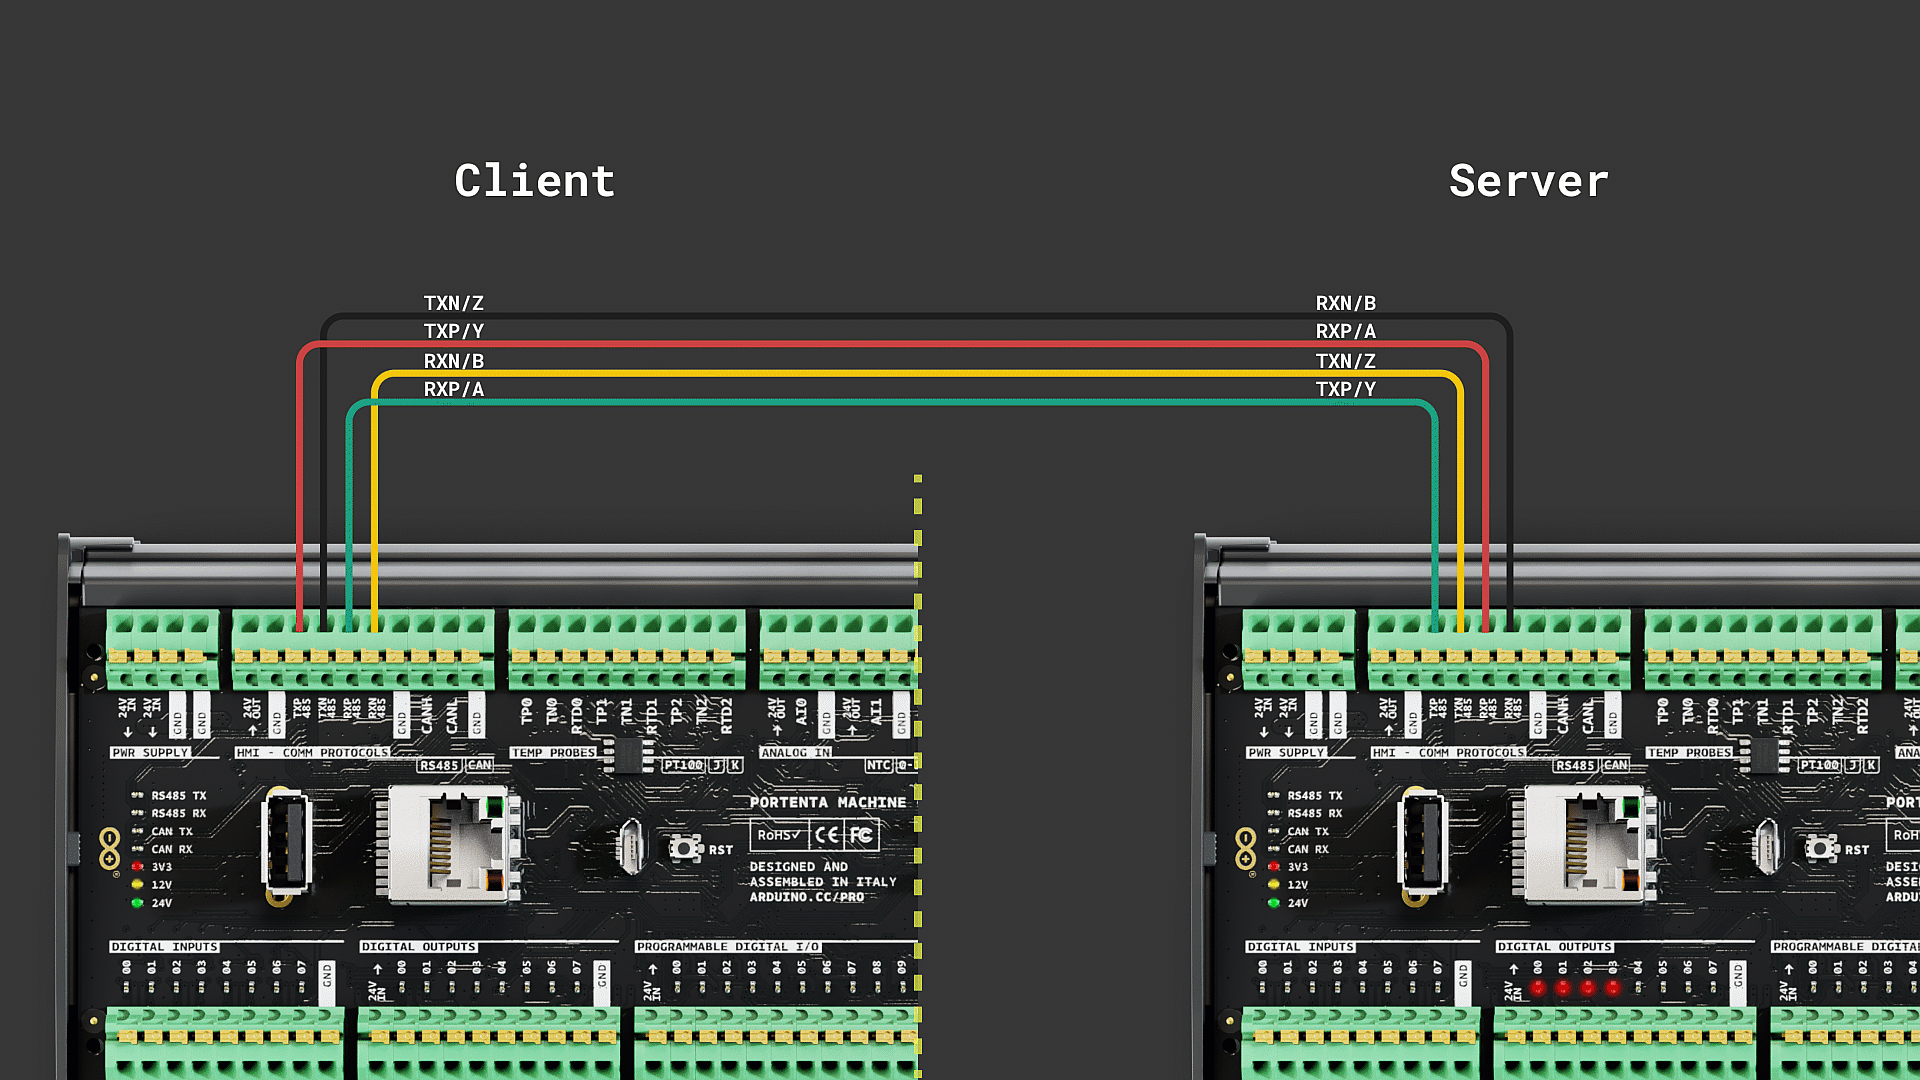 Client
Server
TXN/Z
TXP/Y
RXN/B
RXP/A
RXN/B
RXP/A
TXN/Z
TXP/Y
24V IN
24V IN
GND
GND
24V OUT
GND
TXP 485
TXN 485
RXP 485
RXN 485
GND
CANH
CANL
GND
TP0
TN0
RTD0
TP1
TN1
RTD1
TP2
TN2
RTD2
24V OUT
AI0
GND
24V OUT
AI1
GND
PWR SUPPLY
HMI - COMM PROTOCOLS
TEMP PROBES
ANALOG IN
RS485 CAN
PT100 J K
NTC 0-
RS485 TX
RS485 RX
CAN TX
CAN RX
3V3
12V
24V
RST
PORTENTA MACHINE
RoHS CE FC
DESIGNED AND
ASSEMBLED IN ITALY
ARDUINO.CC/PRO
DIGITAL INPUTS
DIGITAL OUTPUTS
PROGRAMMABLE DIGITAL I/O
00 01 02 03 04 05 06 07 GND
24V IN 00 01 02 03 04 05 06 07 GND
24V IN 00 01 02 03 04 05 06 07 08 09
24V IN
24V IN
GND
GND
24V OUT
GND
TXP 485
TXN 485
RXP 485
RXN 485
GND
CANH
CANL
GND
TP0
TN0
RTD0
TP1
TN1
RTD1
TP2
TN2
RTD2
PWR SUPPLY
HMI - COMM PROTOCOLS
TEMP PROBES
ANA
RS485 CAN
PT100 J K
RS485 TX
RS485 RX
CAN TX
CAN RX
3V3
12V
24V
RST
PORT
RoH
DESIG
ASSE
ARDU
DIGITAL INPUTS
DIGITAL OUTPUTS
PROGRAMMABLE DIGITA
00 01 02 03 04 05 06 07 GND
24V IN 00 01 02 03 04 05 06 07 GND
24V IN 00 01 02 03 04